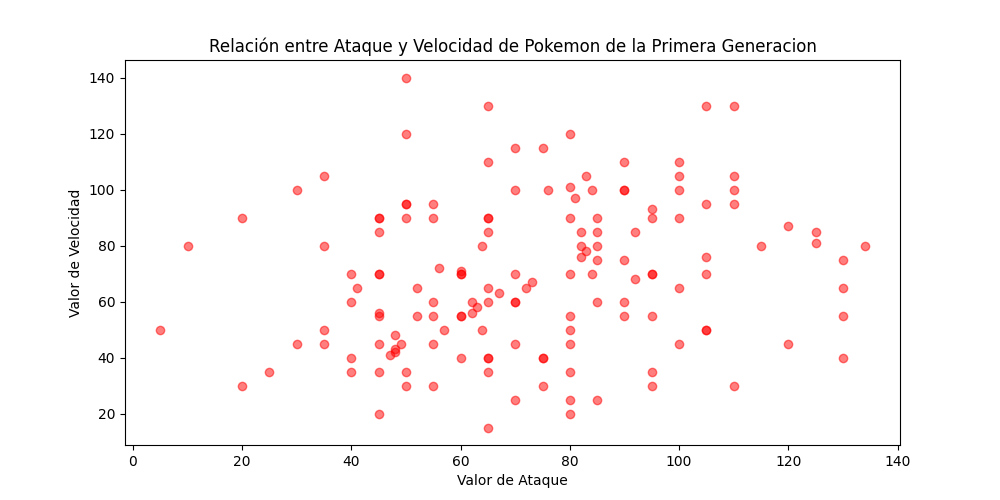 Relación entre Ataque y Velocidad de Pokemon de la Primera Generacion
140
120
100
80
60
40
20
Valor de Velocidad
0 20 40 60 80 100 120 140
Valor de Ataque